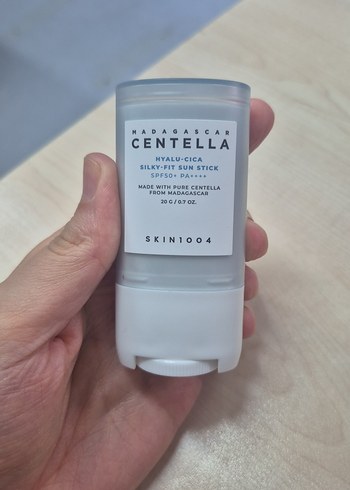 MADAGASCAR
CENTELLA
HYALU-CICA
SILKY-FIT SUN STICK
SPF50+ PA++++
MADE WITH PURE CENTELLA
FROM MADAGASCAR
20 G / 0.7 OZ.
SKIN1004